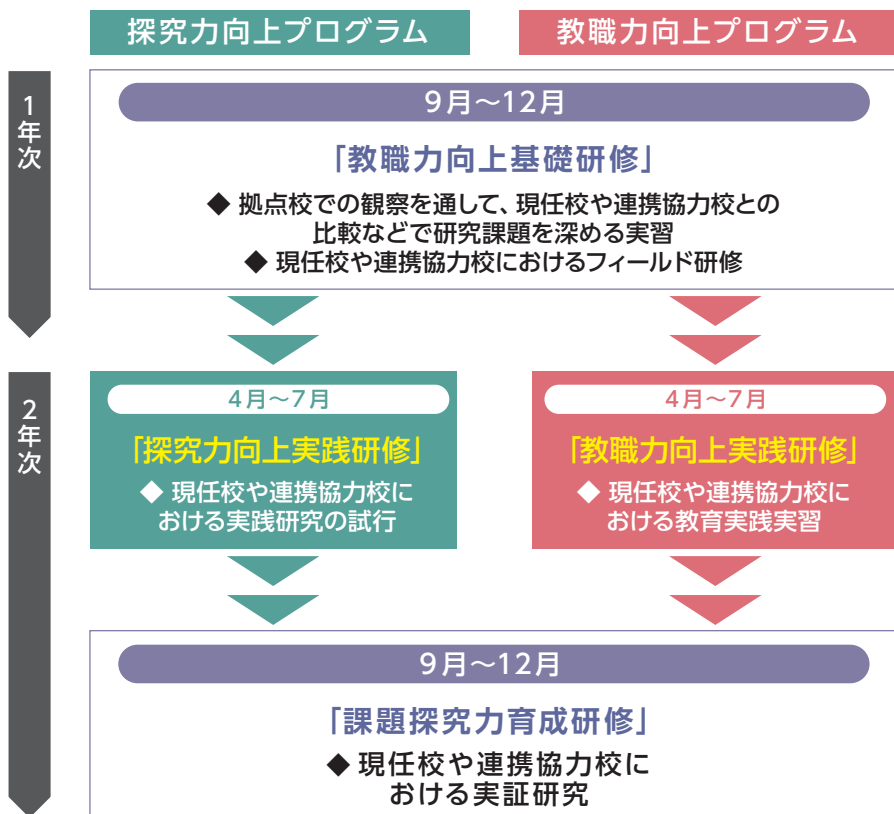 探究力向上プログラム
教職力向上プログラム
1年次
9月～12月
「教職力向上基礎研修」
◆ 拠点校での観察を通して、現任校や連携協力校との
比較などで研究課題を深める実習
◆ 現任校や連携協力校におけるフィールド研修
2年次
4月～7月
「探究力向上実践研修」
◆ 現任校や連携協力校に
おける実践研究の試行
4月～7月
「教職力向上実践研修」
◆ 現任校や連携協力校に
おける教育実践実習
9月～12月
「課題探究力育成研修」
◆ 現任校や連携協力校に
おける実証研究